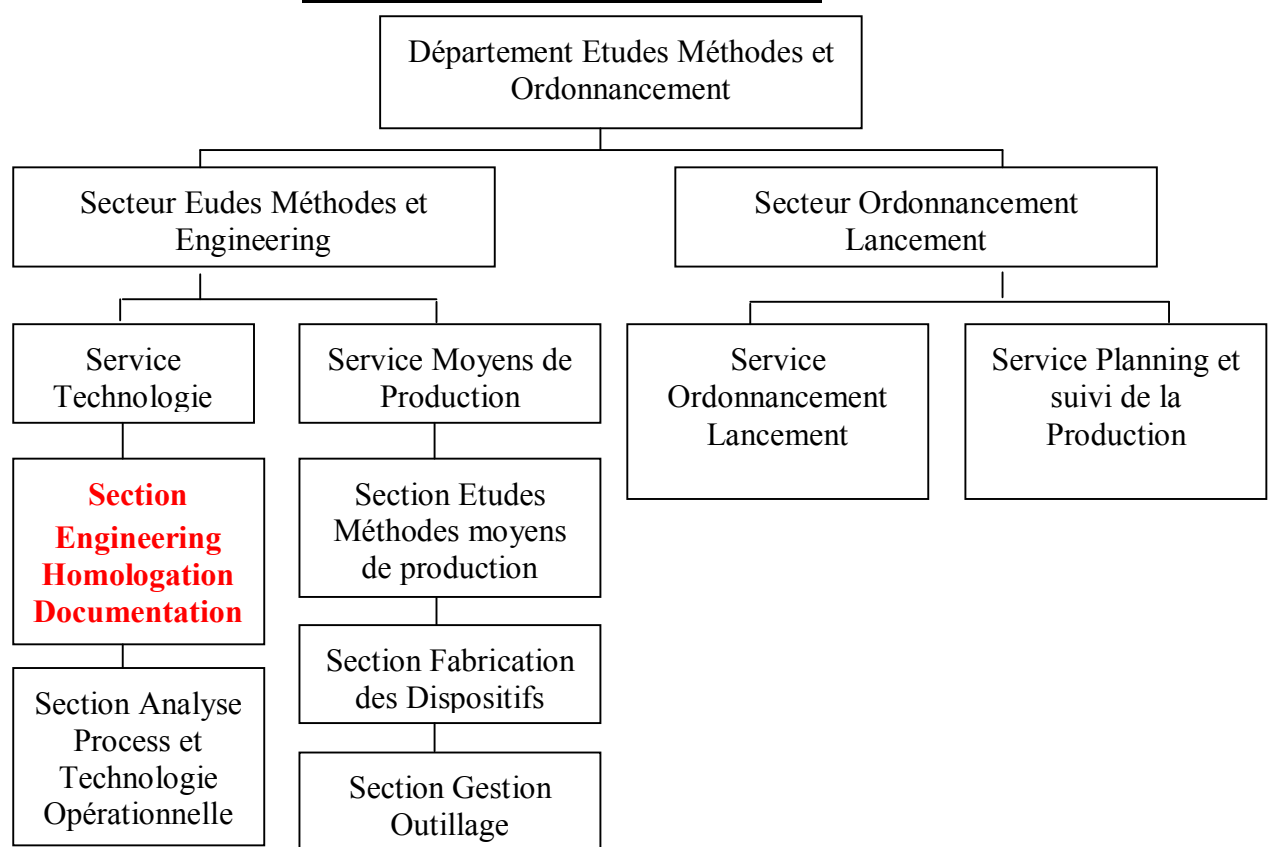 Département Etudes Méthodes et
Ordonnancement
Secteur Eudes Méthodes et
Engineering
Secteur Ordonnancement
Lancement
Service
Technologie
Service Moyens de
Production
Service
Ordonnancement
Lancement
Service Planning et
suivi de la
Production
Section
Engineering
Homologation
Documentation
Section Etudes
Méthodes moyens
de production
Section Analyse
Process et
Technologie
Opérationnelle
Section Fabrication
des Dispositifs
Section Gestion
Outillage